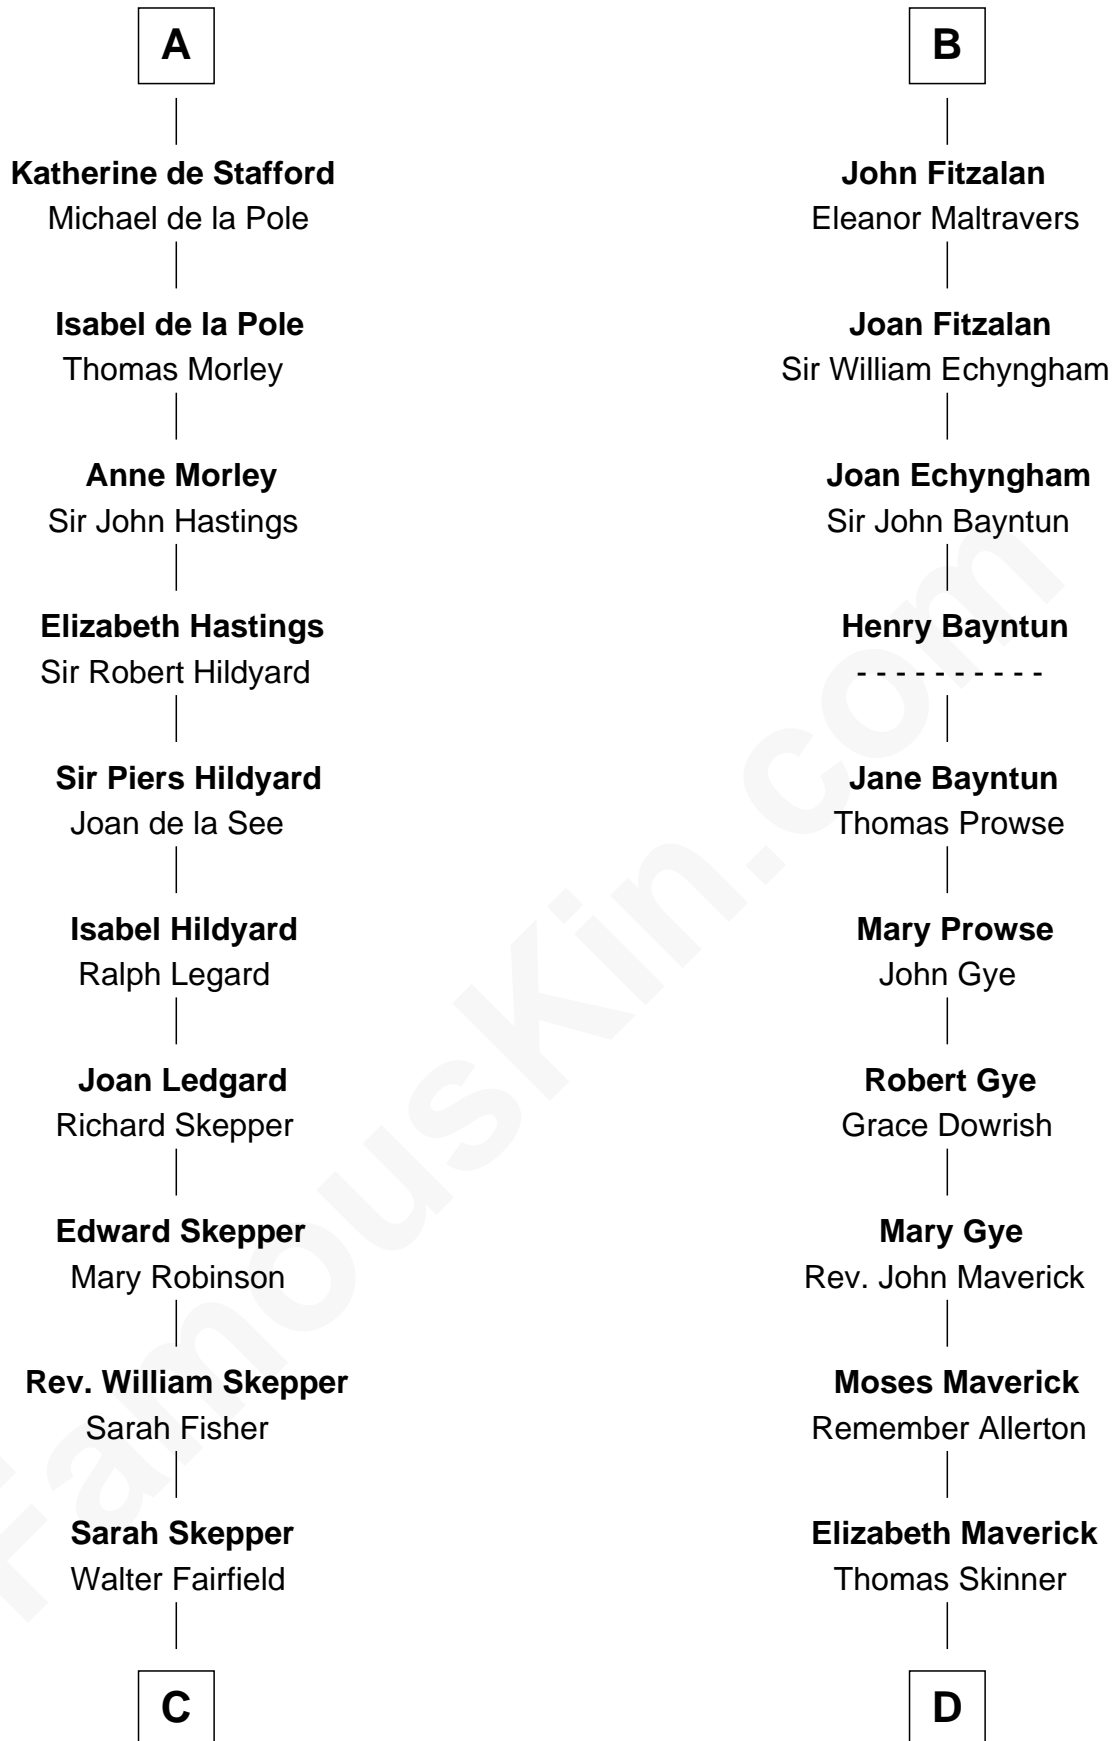 A
Katherine de Stafford
Michael de la Pole
Isabel de la Pole
Thomas Morley
Anne Morley
Sir John Hastings
Elizabeth Hastings
Sir Robert Hildyard
Sir Piers Hildyard
Joan de la See
Isabel Hildyard
Ralph Legard
Joan Ledgard
Richard Skepper
Edward Skepper
Mary Robinson
Rev. William Skepper
Sarah Fisher
Sarah Skepper
Walter Fairfield
C
B
John Fitzalan
Eleanor Maltravers
Joan Fitzalan
Sir William Echyngham
Joan Echyngham
Sir John Bayntun
Henry Bayntun
- - - - - - - - - -
Jane Bayntun
Thomas Prowse
Mary Prowse
John Gye
Robert Gye
Grace Dowrish
Mary Gye
Rev. John Maverick
Moses Maverick
Remember Allerton
Elizabeth Maverick
Thomas Skinner
D
FamousKin.com